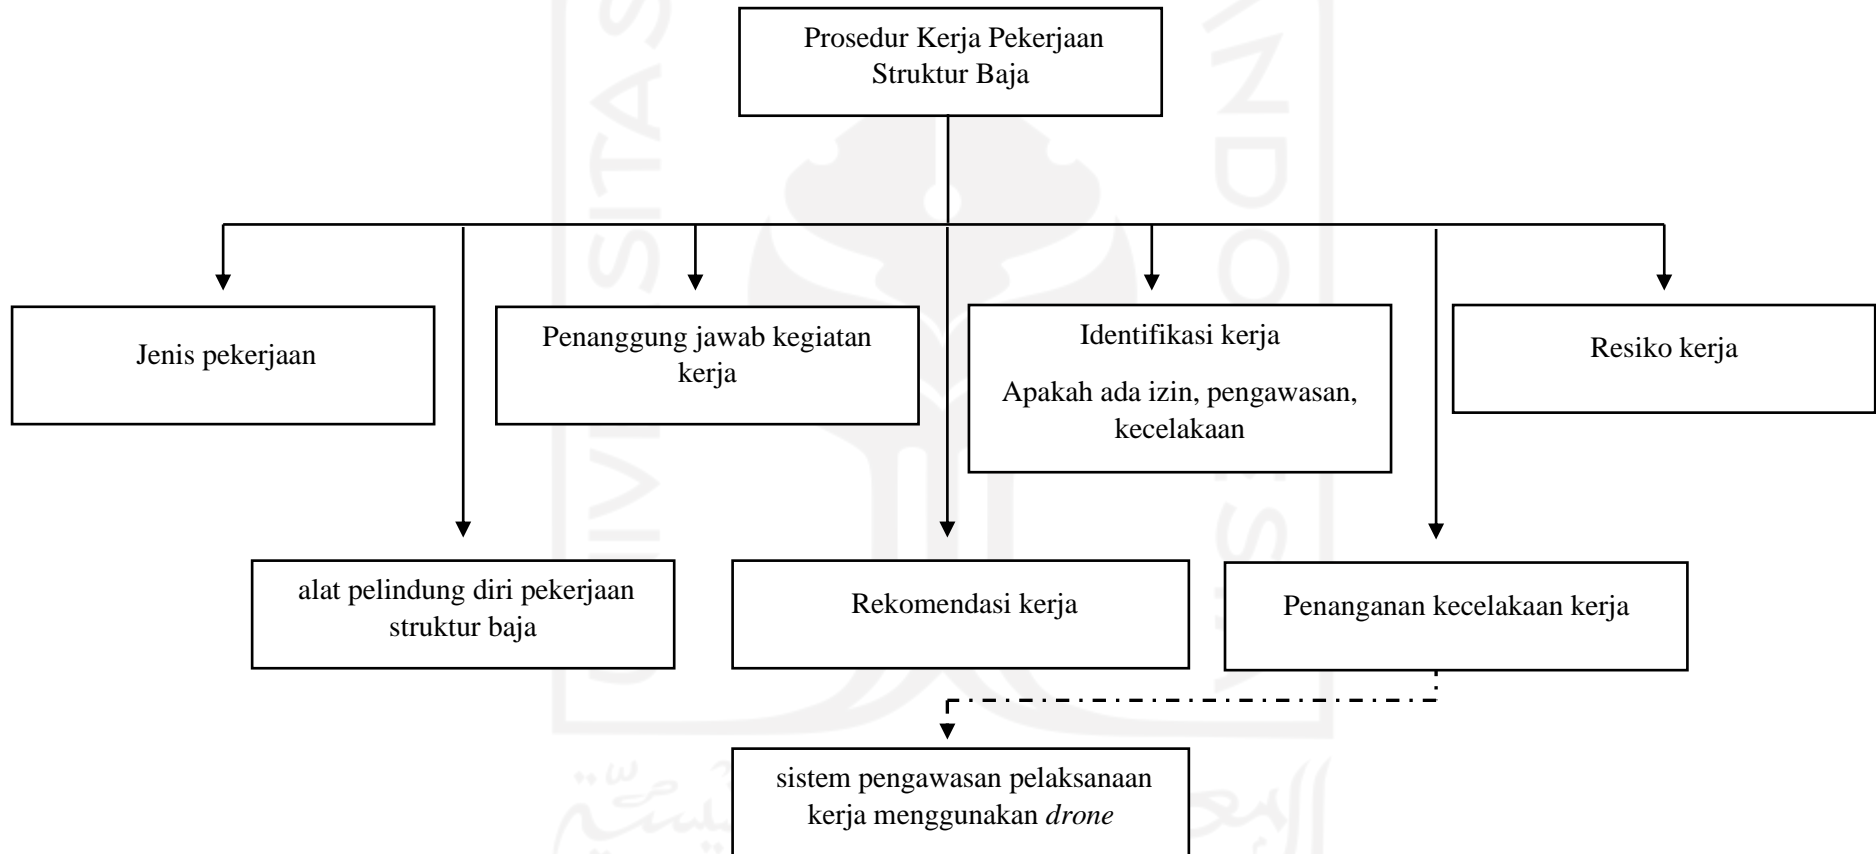 Prosedur Kerja Pekerjaan
Struktur Baja
Jenis pekerjaan
Penanggung jawab kegiatan
kerja
Identifikasi kerja
Apakah ada izin, pengawasan,
kecelakaan
Resiko kerja
alat pelindung diri pekerjaan
struktur baja
Rekomendasi kerja
Penanganan kecelakaan kerja
sistem pengawasan pelaksanaan
kerja menggunakan drone